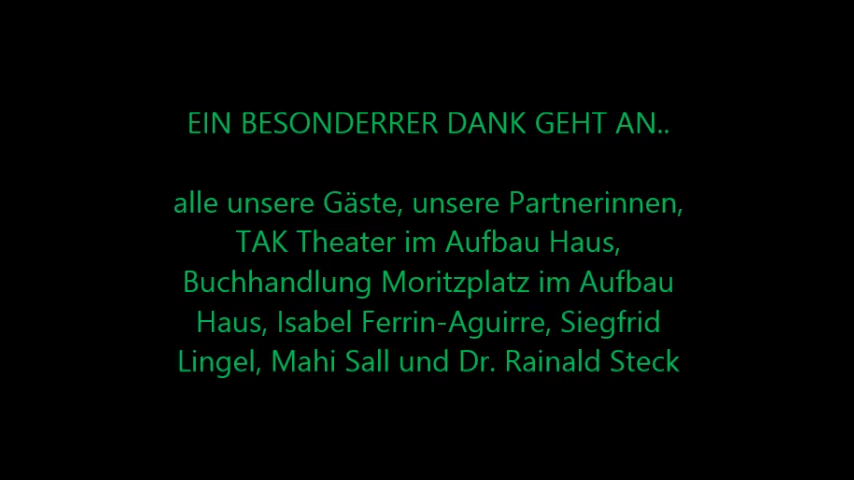 EIN BESONDERRER DANK GEHT AN..
alle unsere Gäste, unsere Partnerinnen,
TAK Theater im Aufbau Haus,
Buchhandlung Moritzplatz im Aufbau
Haus, Isabel Ferrin-Aguirre, Siegfrid
Lingel, Mahi Sall und Dr. Rainald Steck